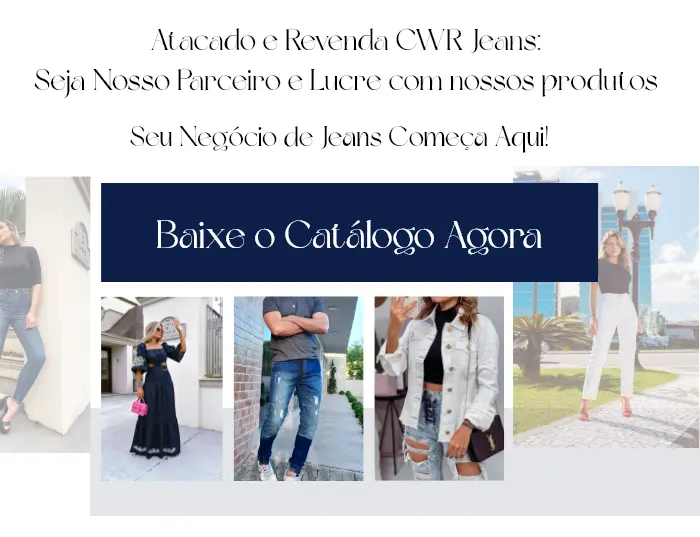 Atacado e Revenda CWR Jeans:
Seja Nosso Parceiro e Lucre com nossos produtos
Seu Negócio de Jeans Começa Aqui!
Baixe o Catálogo Agora